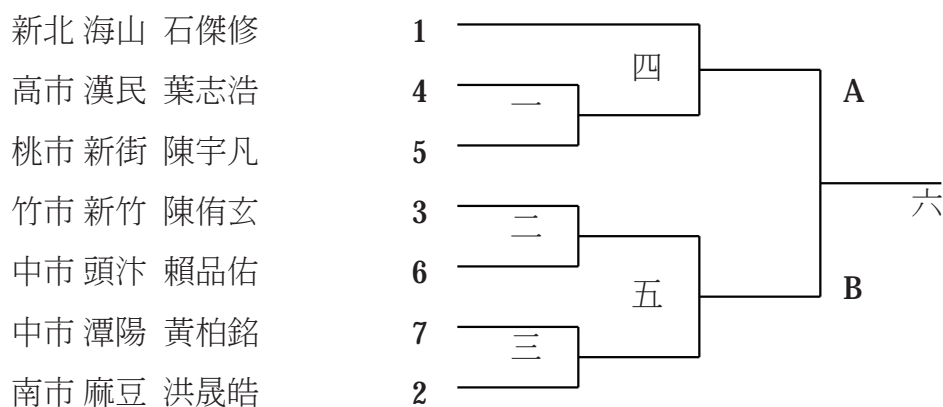 新北 海山 石傑修 1
四
高市 漢民 葉志浩 4 一 A
桃市 新街 陳宇凡 5
竹市 新竹 陳侑玄 3 二 六
中市 頭汴 賴品佑 6
五 B
中市 潭陽 黃柏銘 7 三
南市 麻豆 洪晟皓 2